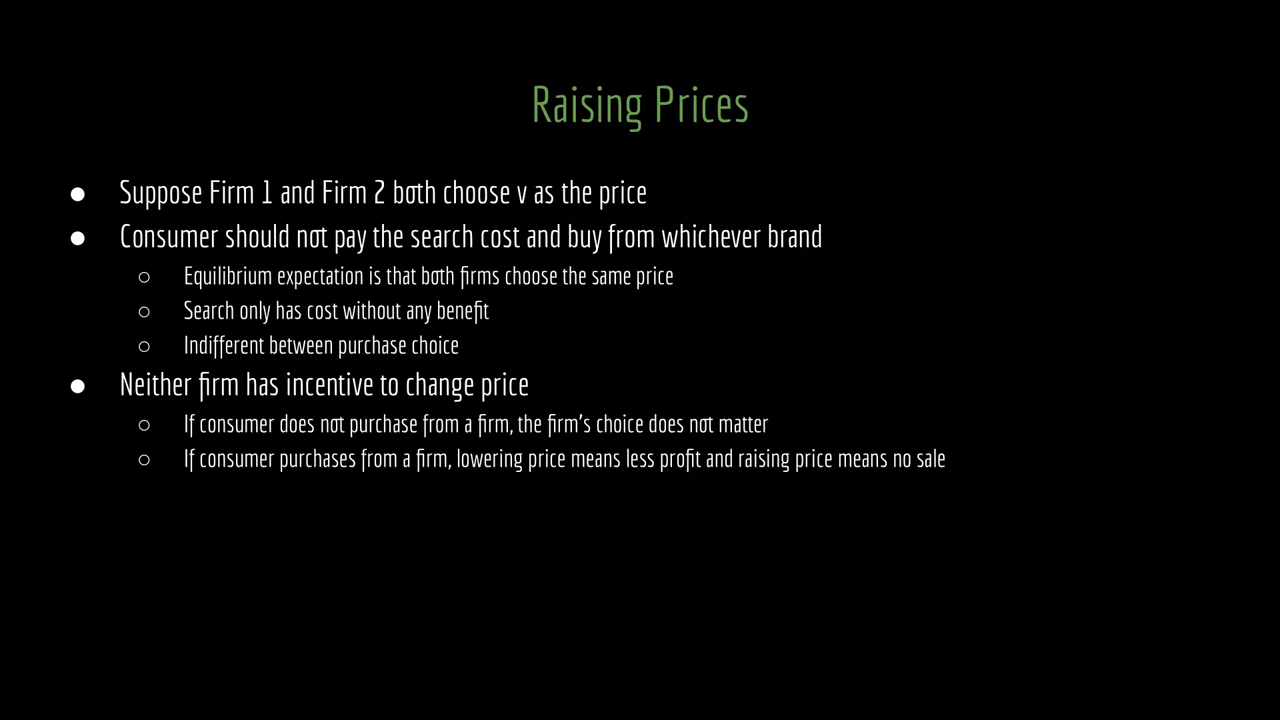 Raising Prices
● Suppose Firm 1 and Firm 2 both choose v as the price
● Consumer should not pay the search cost and buy from whichever brand
○ Equilibrium expectation is that both firms choose the same price
○ Search only has cost without any benefit
○ Indifferent between purchase choice
● Neither firm has incentive to change price
○ If consumer does not purchase from a firm, the firm's choice does not matter
○ If consumer purchases from a firm, lowering price means less profit and raising price means no sale